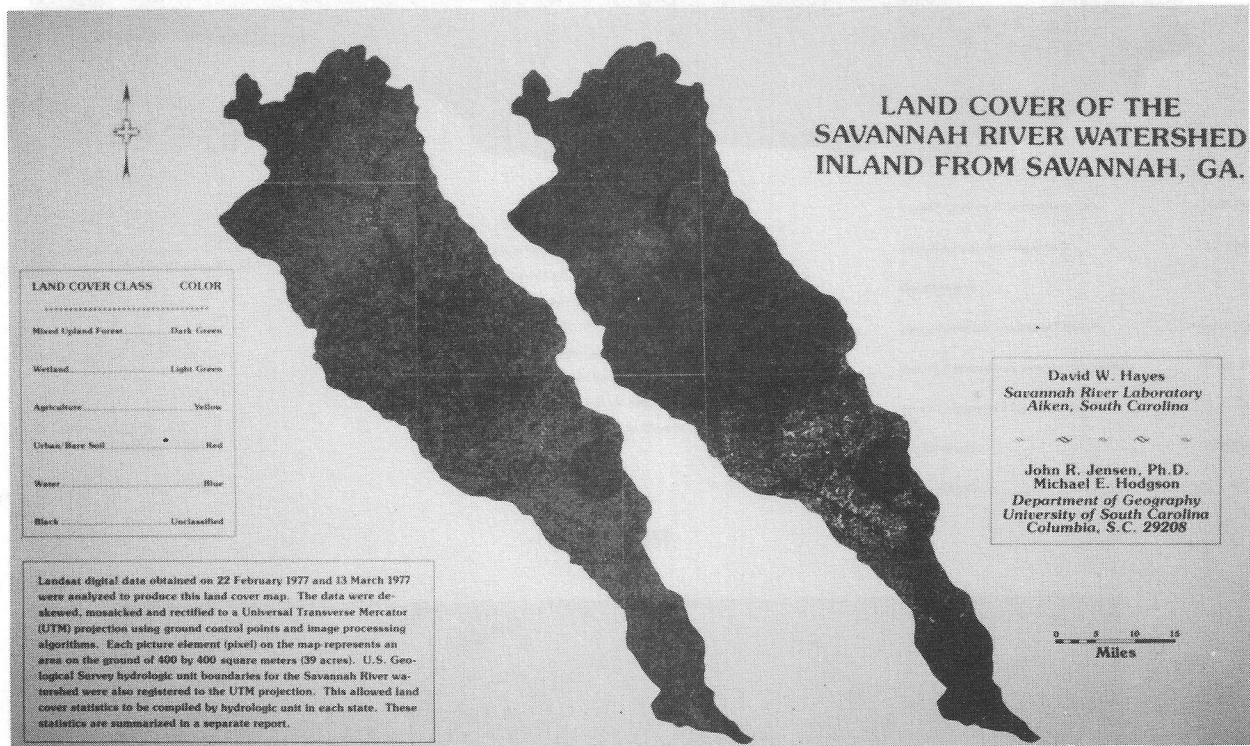 LAND COVER OF THE
SAVANNAH RIVER WATERSHED
INLAND FROM SAVANNAH, GA.
LAND COVER CLASS COLOR
Mixed Upland Forest Dark Green
Wetland Light Green
Agriculture Yellow
Urban/Bare Soil Red
Water Blue
Black Unclassified
David W. Hayes
Savannah River Laboratory
Aiken, South Carolina
John R. Jensen, Ph.D.
Michael E. Hodgson
Department of Geography
University of South Carolina
Columbia, S.C. 29208
Landsat digital data obtained on 22 February 1977 and 13 March 1977
were analyzed to produce this land cover map. The data were de-
skewed, mosaicked and rectified to a Universal Transverse Mercator
(UTM) projection using ground control points and image processsing
algorithms. Each picture element (pixel) on the map represents an
area on the ground of 400 by 400 square meters (39 acres). U.S. Geo-
logical Survey hydrologic unit boundaries for the Savannah River wa-
tershed were also registered to the UTM projection. This allowed land
cover statistics to be compiled by hydrologic unit in each state. These
statistics are summarized in a separate report.
0 5 10 15
Miles